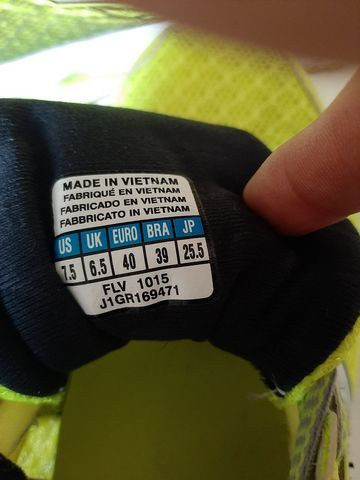 MADE IN VIETNAM
FABRIQUÉ EN VIETNAM
FABRICADO EN VIETNAM
FABBRICATO IN VIETNAM
US UK EURO BRA JP
7.5 6.5 40 39 25.5
FLV 1015
J1GR169471